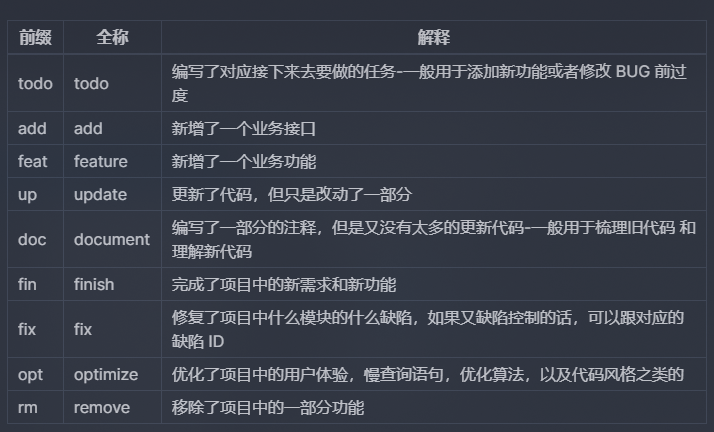 前缀 全称 解释
todo todo 编写了对应接下来去要做的任务-一般用于添加新功能或者修改 BUG 前过
度
add add 新增了一个业务接口
feat feature 新增了一个业务功能
up update 更新了代码，但只是改动了一部分
doc document 编写了一部分的注释，但是又没有太多的更新代码-一般用于梳理旧代码 和
理解新代码
fin finish 完成了项目中的新需求和新功能
fix fix 修复了项目中什么模块的什么缺陷，如果又缺陷控制的话，可以跟对应的
缺陷 ID
opt optimize 优化了项目中的用户体验，慢查询语句，优化算法，以及代码风格之类的
rm remove 移除了项目中的一部分功能